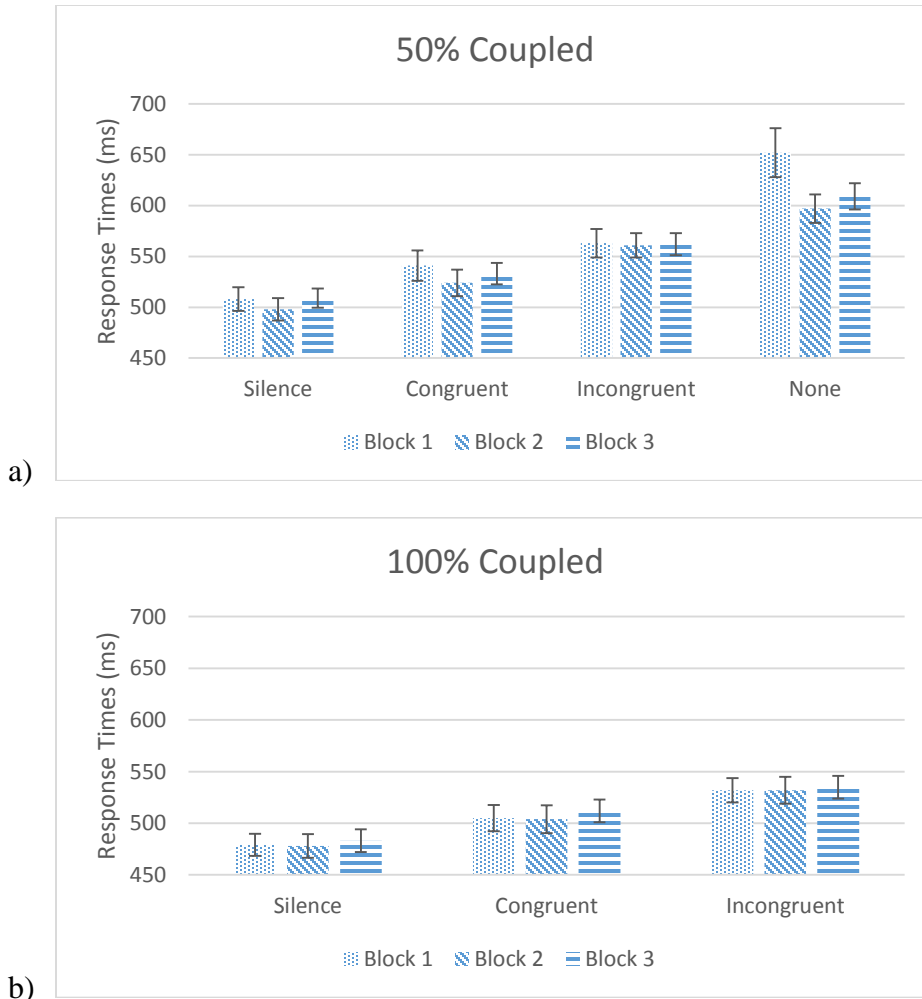 50% Coupled
700
650
600
550
500
450
Response Times (ms)
Silence Congruent Incongruent None
Block 1 Block 2 Block 3
a)
100% Coupled
700
650
600
550
500
450
Response Times (ms)
Silence Congruent Incongruent
Block 1 Block 2 Block 3
b)